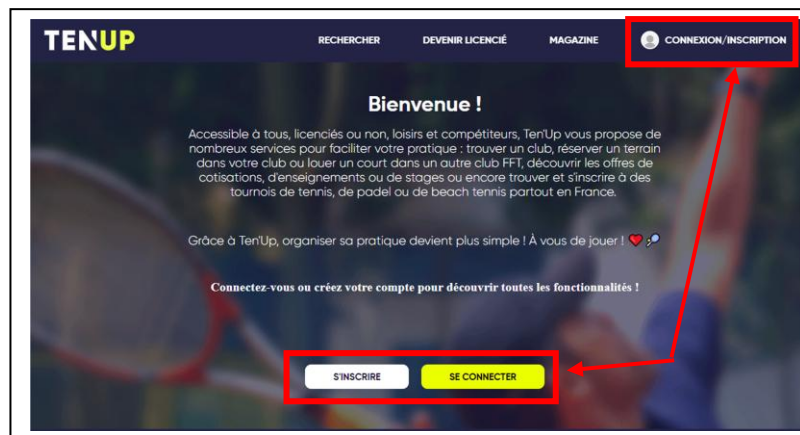 TEN'UP
RECHERCHER
DEVENIR LICENCIÉ
MAGAZINE
CONNEXION/INSCRIPTION
Bienvenue !
Accessible à tous, licenciés ou non, loisirs et compétiteurs, Ten'Up vous propose de
nombreux services pour faciliter votre pratique : trouver un club, réserver un terrain
dans votre club ou louer un court dans un autre club FFT, découvrir les offres de
cotisations, d'enseignements ou de stages ou encore trouver et s'inscrire à des
tournois de tennis, de padel ou de beach tennis partout en France.
Grâce à Ten'Up, organiser sa pratique devient plus simple ! À vous de jouer !
Connectez-vous ou créez votre compte pour découvrir toutes les fonctionnalités !
S'INSCRIRE
SE CONNECTER